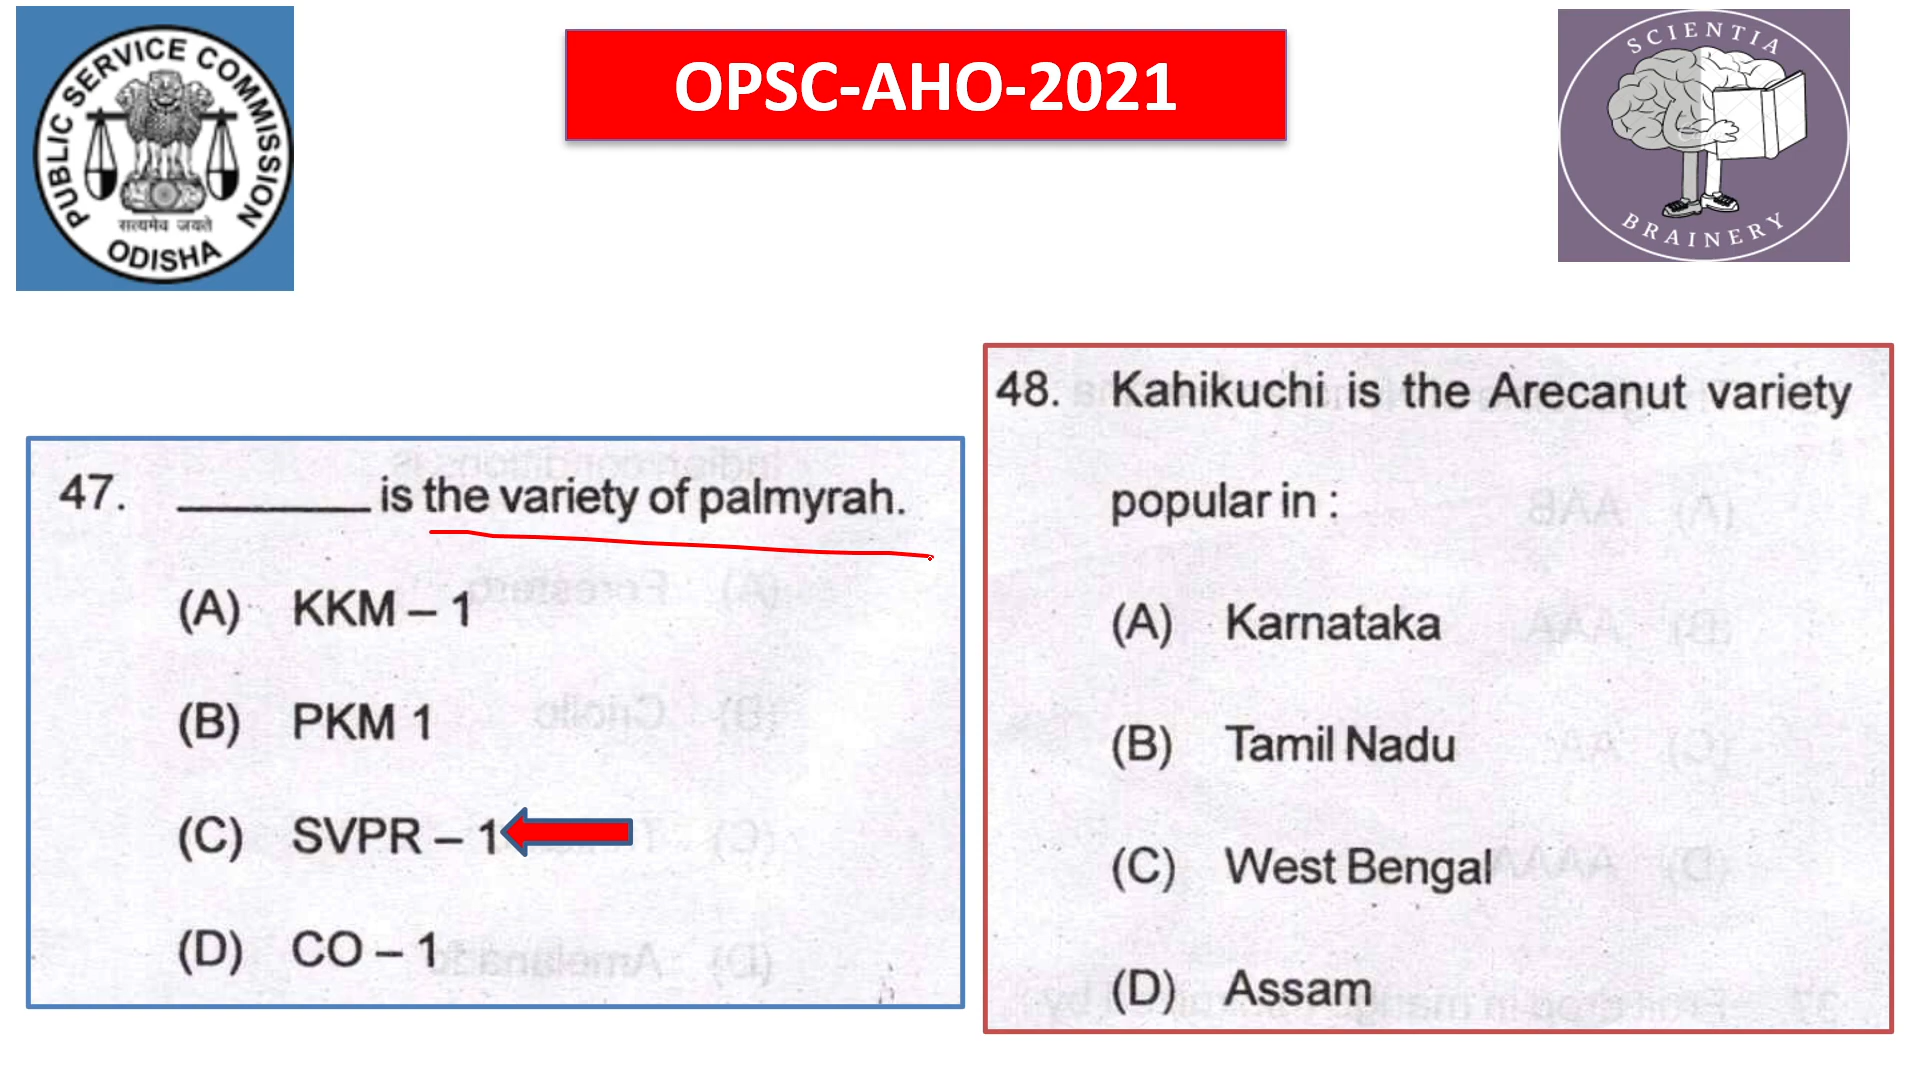 PUBLIC SERVICE COMMISSION
सत्यमेव जयते
ODISHA
OPSC-AHO-2021
SCIENTIA
BRAINERY
47. ________ is the variety of palmyrah.
(A) KKM – 1
(B) PKM 1
(C) SVPR – 1
(D) CO – 1
48. Kahikuchi is the Arecanut variety
popular in :
(A) Karnataka
(B) Tamil Nadu
(C) West Bengal
(D) Assam